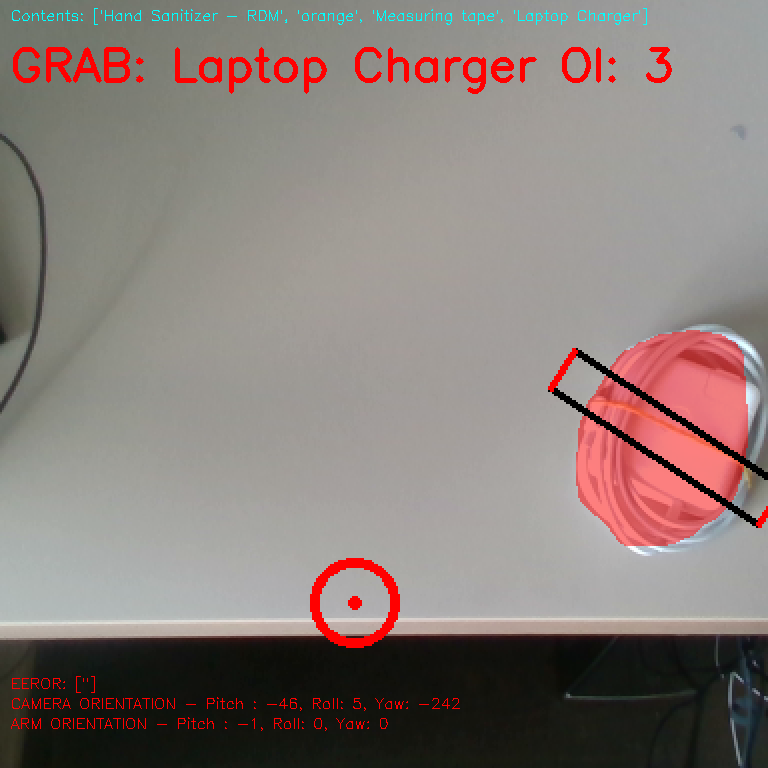 Contents: ['Hand Sanitizer – RDM', 'orange', 'Measuring tape', 'Laptop Charger']
GRAB: Laptop Charger OI: 3
EEROR: ['']
CAMERA ORIENTATION – Pitch : –46, Roll: 5, Yaw: –242
ARM ORIENTATION – Pitch : –1, Roll: 0, Yaw: 0